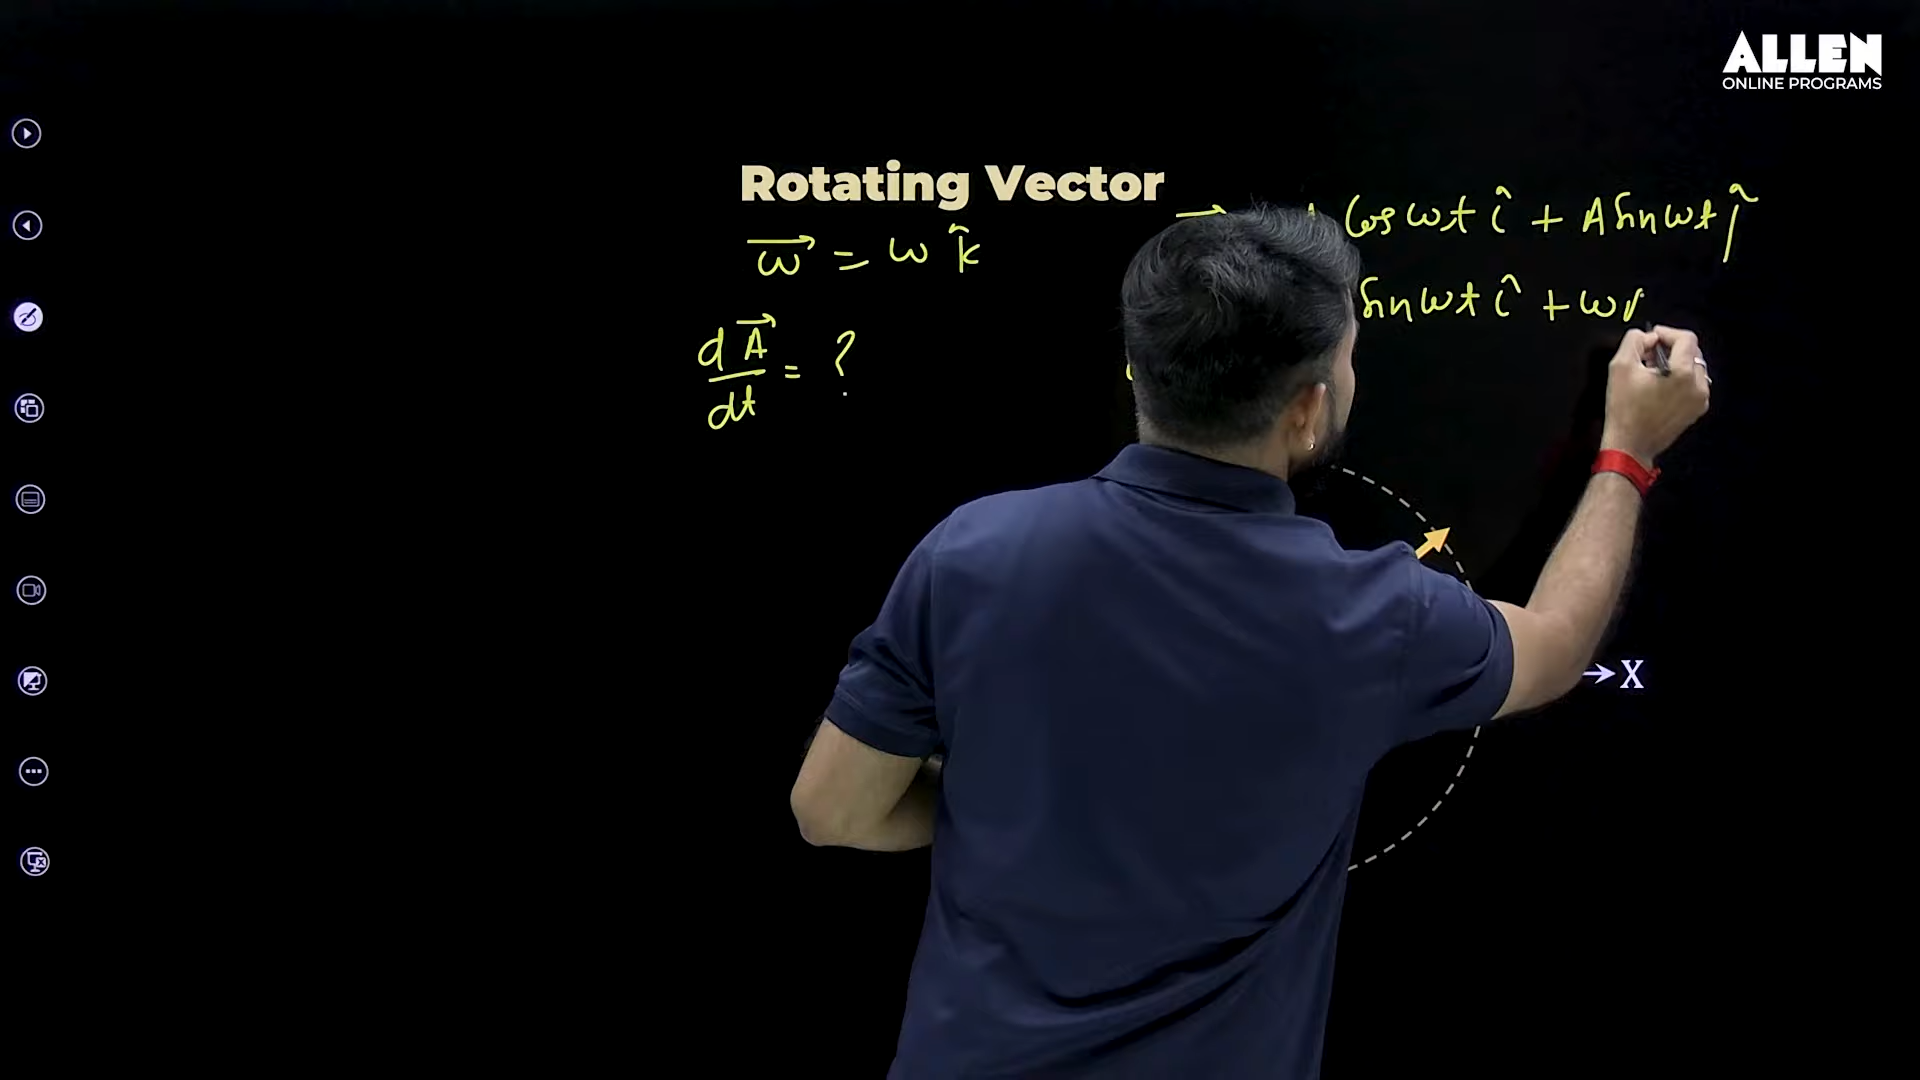 ALLEN
ONLINE PROGRAMS
Rotating Vector
cos ωt î + A sin ωt ĵ
ω⃗ = ω k̂
sin ωt î + ω
dA⃗/dt = ?
X